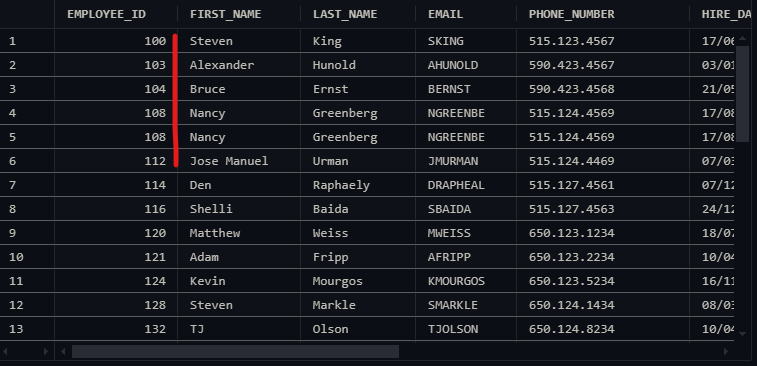 EMPLOYEE_ID FIRST_NAME LAST_NAME EMAIL PHONE_NUMBER HIRE_DA
1 100 Steven King SKING 515.123.4567 17/06
2 103 Alexander Hunold AHUNOLD 590.423.4567 03/01
3 104 Bruce Ernst BERNST 590.423.4568 21/05
4 108 Nancy Greenberg NGREENBE 515.124.4569 17/08
5 108 Nancy Greenberg NGREENBE 515.124.4569 17/08
6 112 Jose Manuel Urman JMURMAN 515.124.4469 07/03
7 114 Den Raphaely DRAPHEAL 515.127.4561 07/12
8 116 Shelli Baida SBAIDA 515.127.4563 24/12
9 120 Matthew Weiss MWEISS 650.123.1234 18/07
10 121 Adam Fripp AFRIPP 650.123.2234 10/04
11 124 Kevin Mourgos KMOURGOS 650.123.5234 16/11
12 128 Steven Markle SMARKLE 650.124.1434 08/03
13 132 TJ Olson TJOLSON 650.124.8234 10/04